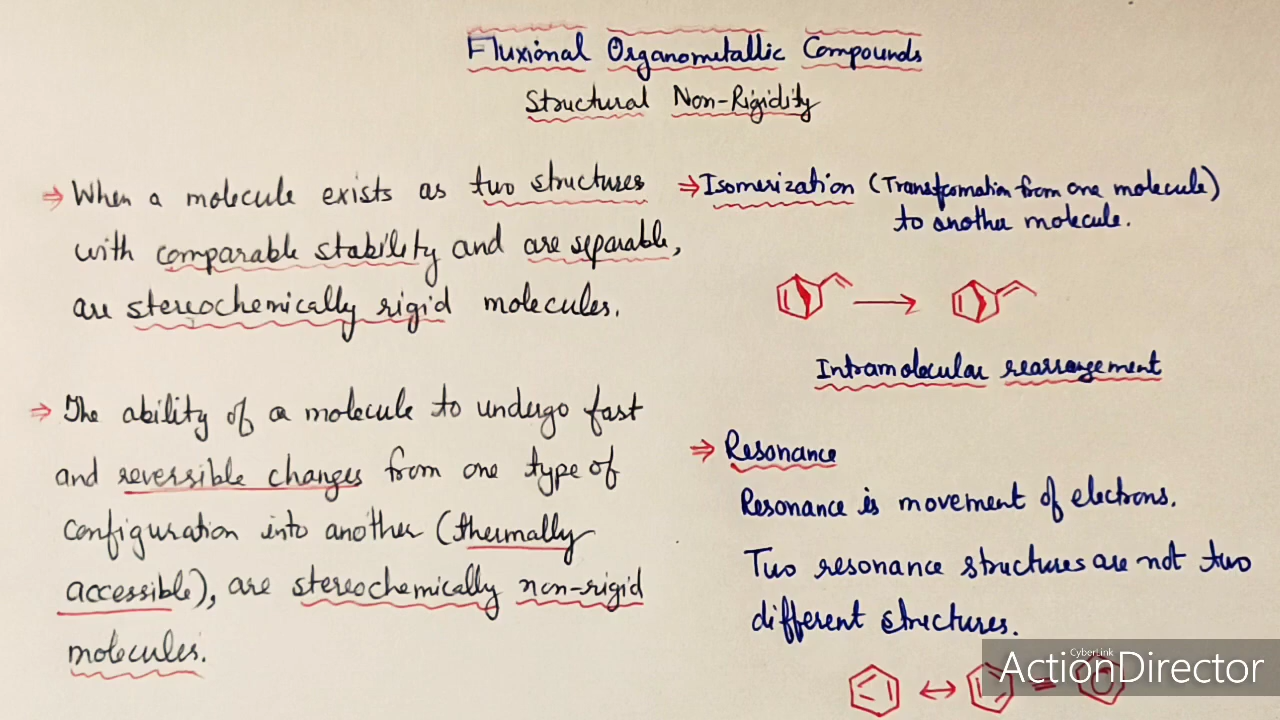 Fluxional Organometallic Compounds
Structural Non-Rigidity
⇒ When a molecule exists as two structures
with comparable stability and are separable,
are stereochemically rigid molecules.
⇒ The ability of a molecule to undergo fast
and reversible changes from one type of
configuration into another (thermally
accessible), are stereochemically non-rigid
molecules.
⇒ Isomerization (Transformation from one molecule)
to another molecule.
Intramolecular rearrangement
⇒ Resonance
Resonance is movement of electrons.
Two resonance structures are not two
different structures.
CyberLink
ActionDirector